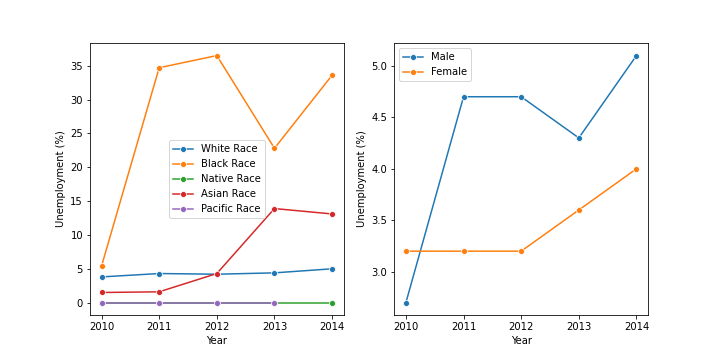 35
30
25
20
15
10
5
0
Unemployment (%)
White Race
Black Race
Native Race
Asian Race
Pacific Race
2010 2011 2012 2013 2014
Year
5.0
4.5
4.0
3.5
3.0
Unemployment (%)
Male
Female
2010 2011 2012 2013 2014
Year